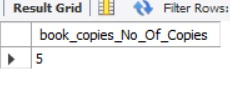 Result Grid Filter Rows:
book_copies_No_Of_Copies
5